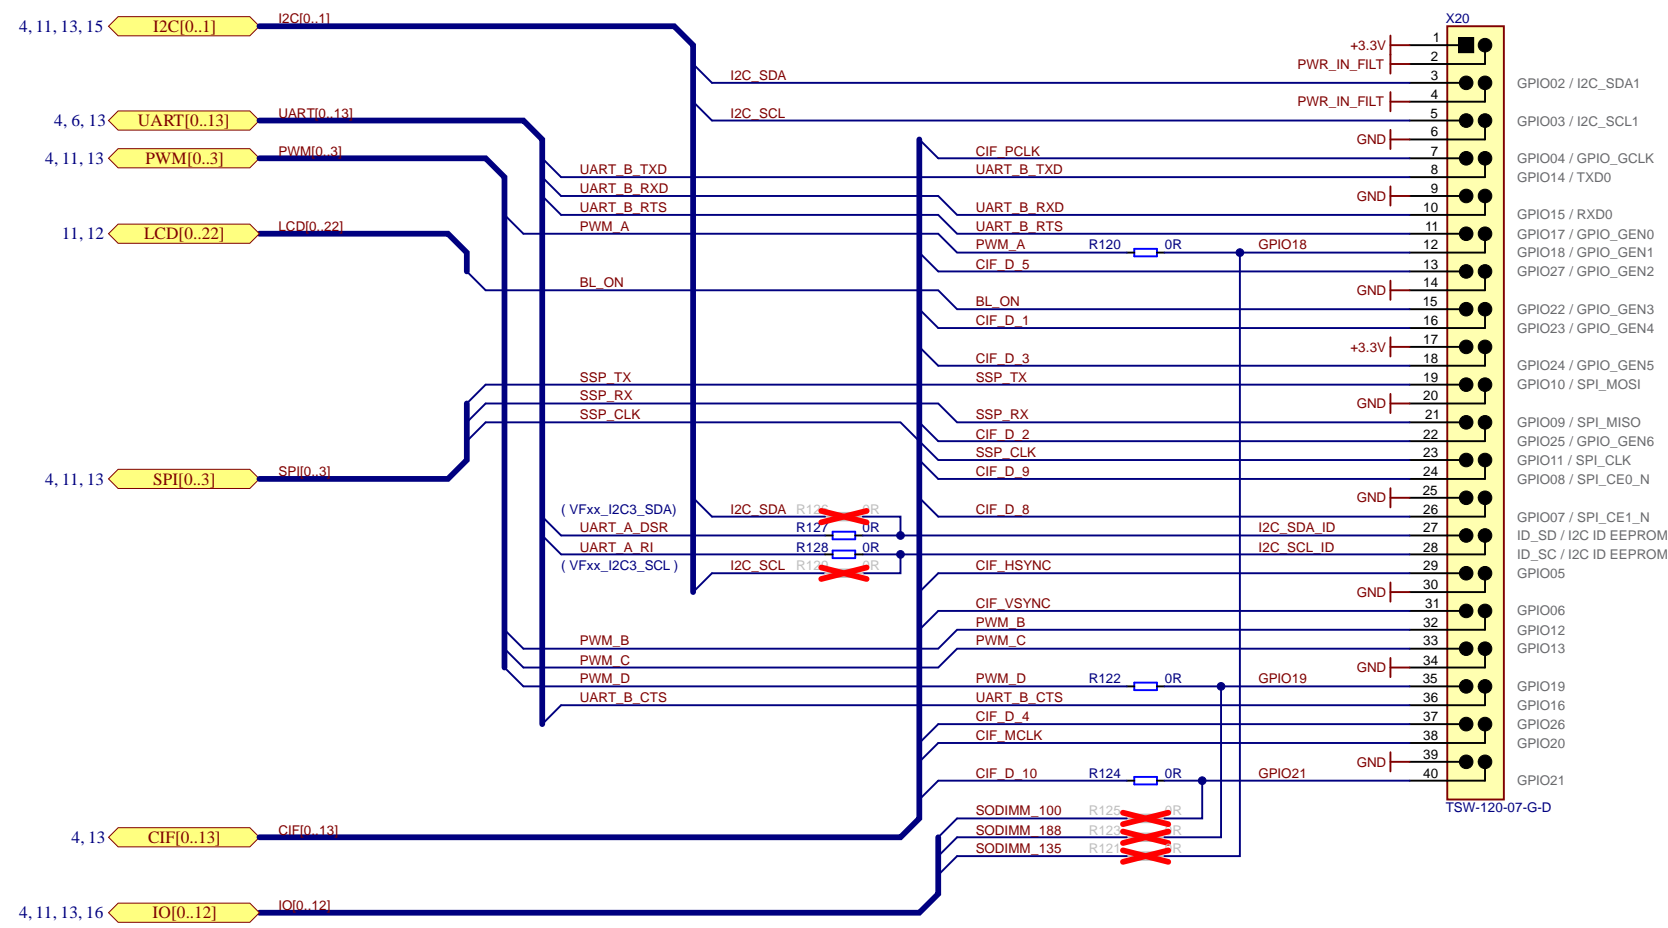 X20
4, 11, 13, 15 I2C[0..1] I2C[0..1]
+3.3V 1
PWR_IN_FILT 2
I2C_SDA 3 GPIO02 / I2C_SDA1
PWR_IN_FILT 4
4, 6, 13 UART[0..13] UART[0..13] I2C_SCL 5 GPIO03 / I2C_SCL1
GND 6
4, 11, 13 PWM[0..3] PWM[0..3] CIF_PCLK 7 GPIO04 / GPIO_GCLK
UART_B_TXD UART_B_TXD 8 GPIO14 / TXD0
UART_B_RXD GND 9
UART_B_RTS UART_B_RXD 10 GPIO15 / RXD0
11, 12 LCD[0..22] LCD[0..22] PWM_A UART_B_RTS 11 GPIO17 / GPIO_GEN0
PWM_A R120 0R GPIO18 12 GPIO18 / GPIO_GEN1
CIF_D_5 13 GPIO27 / GPIO_GEN2
BL_ON GND 14
BL_ON 15 GPIO22 / GPIO_GEN3
CIF_D_1 16 GPIO23 / GPIO_GEN4
+3.3V 17
CIF_D_3 18 GPIO24 / GPIO_GEN5
SSP_TX SSP_TX 19 GPIO10 / SPI_MOSI
SSP_RX GND 20
SSP_CLK SSP_RX 21 GPIO09 / SPI_MISO
CIF_D_2 22 GPIO25 / GPIO_GEN6
SSP_CLK 23 GPIO11 / SPI_CLK
4, 11, 13 SPI[0..3] SPI[0..3] CIF_D_9 24 GPIO08 / SPI_CE0_N
GND 25
( VFxx_I2C3_SDA) I2C_SDA CIF_D_8 26 GPIO07 / SPI_CE1_N
UART_A_DSR R127 0R I2C_SDA_ID 27 ID_SD / I2C ID EEPROM
UART_A_RI R128 0R I2C_SCL_ID 28 ID_SC / I2C ID EEPROM
( VFxx_I2C3_SCL ) I2C_SCL CIF_HSYNC 29 GPIO05
GND 30
CIF_VSYNC 31 GPIO06
PWM_B 32 GPIO12
PWM_B PWM_C 33 GPIO13
PWM_C GND 34
PWM_D PWM_D R122 0R GPIO19 35 GPIO19
UART_B_CTS UART_B_CTS 36 GPIO16
CIF_D_4 37 GPIO26
CIF_MCLK 38 GPIO20
GND 39
CIF_D_10 R124 0R GPIO21 40 GPIO21
TSW-120-07-G-D
SODIMM_100 R125
4, 13 CIF[0..13] CIF[0..13] SODIMM_188 R123
SODIMM_135 R121
4, 11, 13, 16 IO[0..12] IO[0..12]